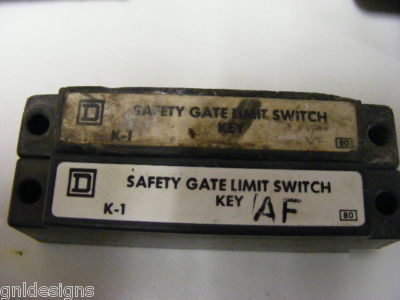 SAFETY GATE LIMIT SWITCH
KEY
K-1
80
SAFETY GATE LIMIT SWITCH
KEY AF
K-1
80
gnldesigns